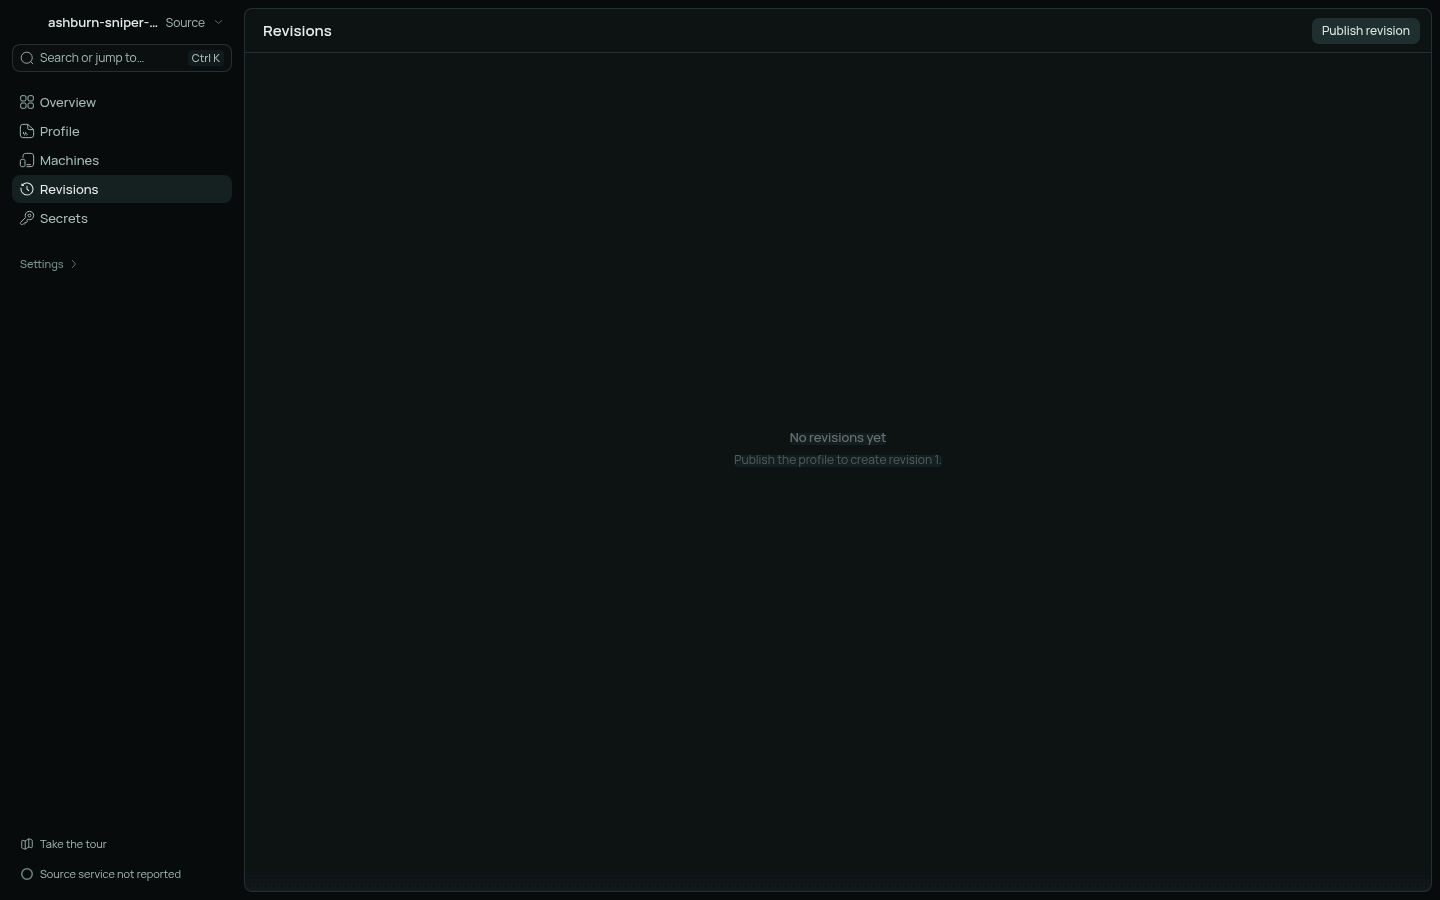 ashburn-sniper-… Source
Search or jump to… Ctrl K
Overview
Profile
Machines
Revisions
Secrets
Settings
Take the tour
Source service not reported
Revisions
Publish revision
No revisions yet
Publish the profile to create revision 1.